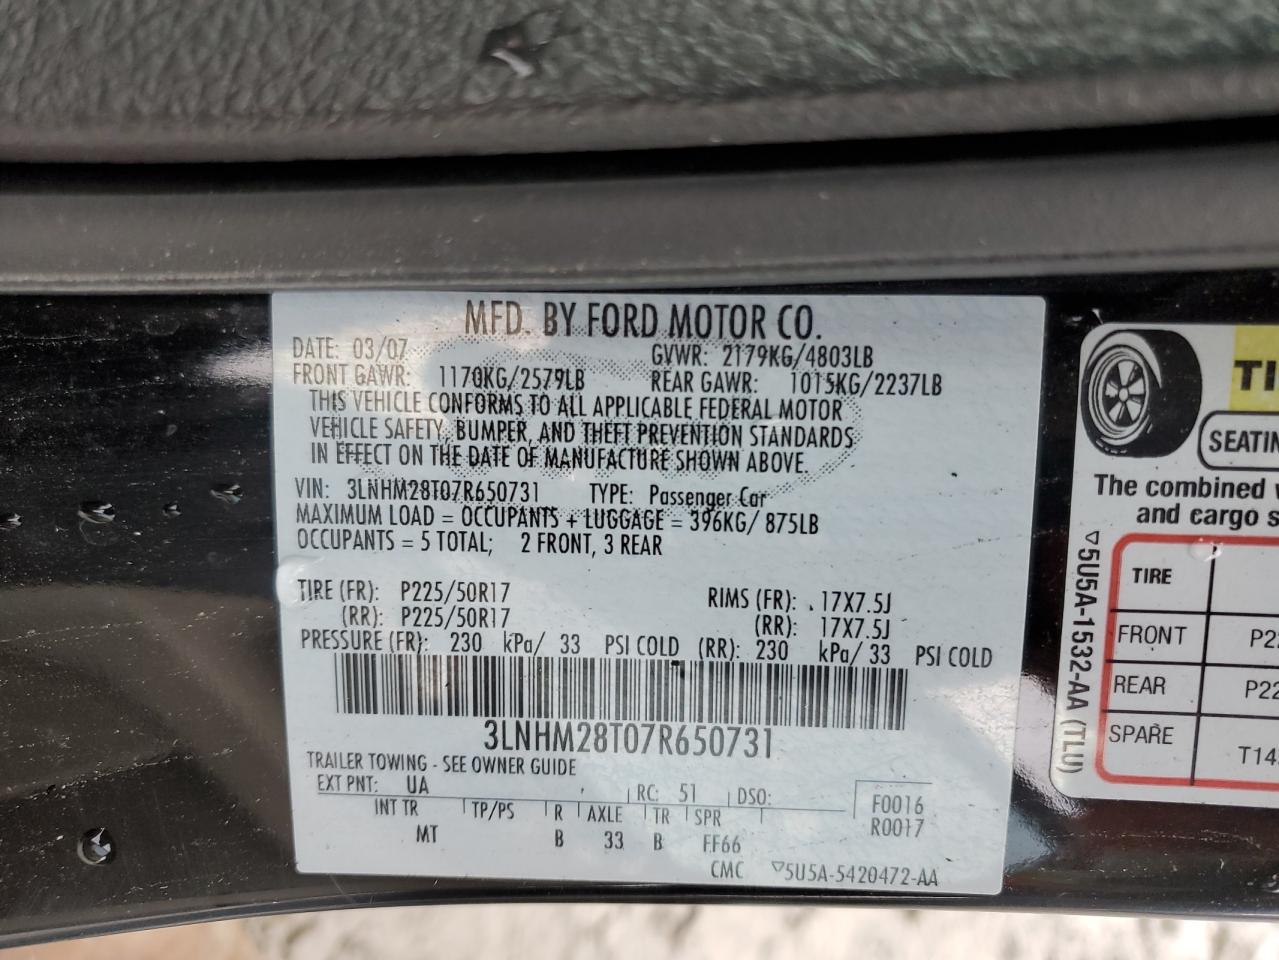 MFD. BY FORD MOTOR CO.
DATE: 03/07 GVWR: 2179KG/4803LB
FRONT GAWR: 1170KG/2579LB REAR GAWR: 1015KG/2237LB
THIS VEHICLE CONFORMS TO ALL APPLICABLE FEDERAL MOTOR
VEHICLE SAFETY, BUMPER, AND THEFT PREVENTION STANDARDS
IN EFFECT ON THE DATE OF MANUFACTURE SHOWN ABOVE.
VIN: 3LNHM28T07R650731 TYPE: Passenger Car
MAXIMUM LOAD = OCCUPANTS + LUGGAGE = 396KG/ 875LB
OCCUPANTS = 5 TOTAL; 2 FRONT, 3 REAR
TIRE (FR): P225/50R17 RIMS (FR): 17X7.5J
(RR): P225/50R17 (RR): 17X7.5J
PRESSURE (FR): 230 kPa/ 33 PSI COLD (RR): 230 kPa/ 33 PSI COLD
3LNHM28T07R650731
TRAILER TOWING - SEE OWNER GUIDE
EXT PNT: UA RC: 51 DSO: F0016
INT TR TP/PS R AXLE TR SPR R0017
MT B 33 B FF66
CMC ▽5U5A-5420472-AA
TI
SEATIN
The combined
and cargo s
▽5U5A-1532-AA (TLU)
TIRE
FRONT P22
REAR P22
SPARE T14